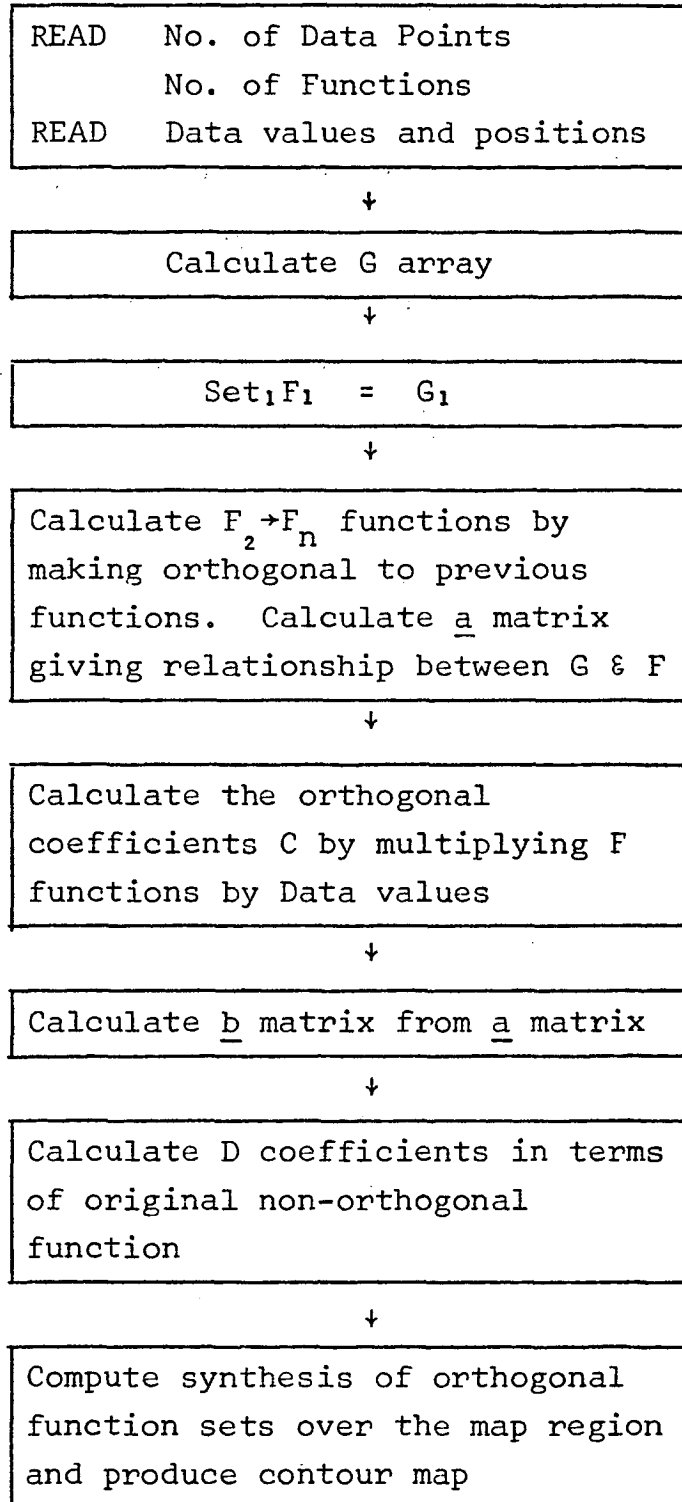 READ No. of Data Points
No. of Functions
READ Data values and positions
↓
Calculate G array
↓
Set₁F₁ = G₁
↓
Calculate F₂→Fₙ functions by
making orthogonal to previous
functions. Calculate a matrix
giving relationship between G & F
↓
Calculate the orthogonal
coefficients C by multiplying F
functions by Data values
↓
Calculate b matrix from a matrix
↓
Calculate D coefficients in terms
of original non-orthogonal
function
↓
Compute synthesis of orthogonal
function sets over the map region
and produce contour map